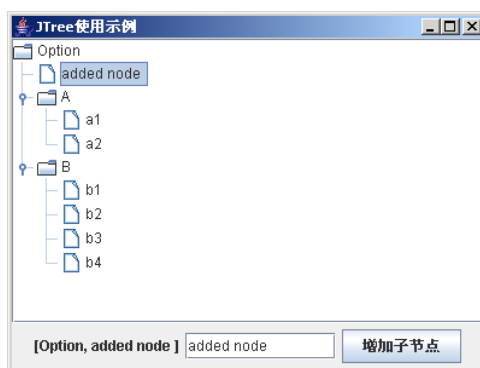 JTree使用示例
Option
added node
A
a1
a2
B
b1
b2
b3
b4
[Option, added node ] added node 增加子节点